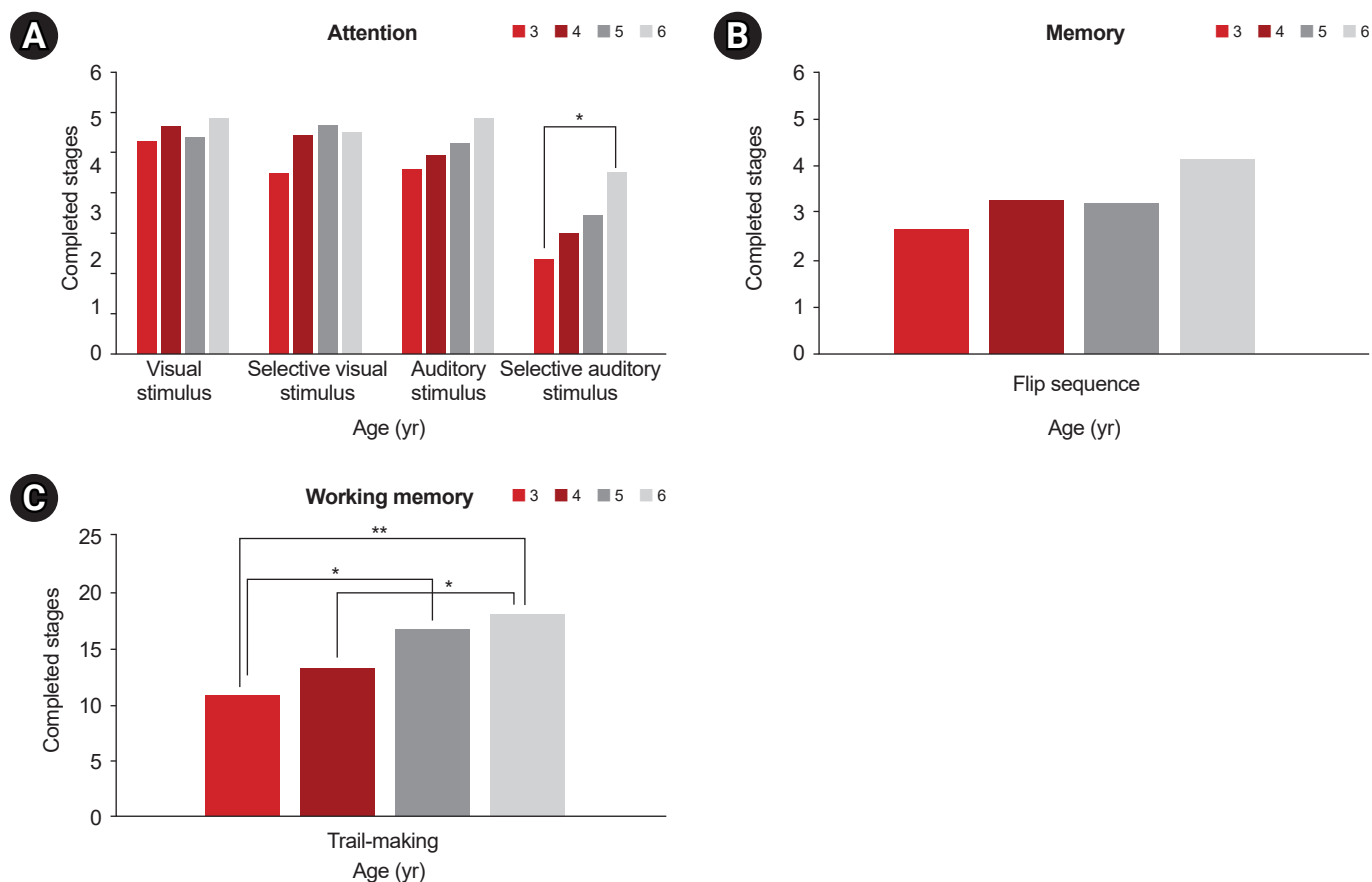 A
Attention
3 4 5 6
Completed stages
6
5
4
3
2
1
0
*
Visual stimulus
Selective visual stimulus
Auditory stimulus
Selective auditory stimulus
Age (yr)
B
Memory
3 4 5 6
Completed stages
6
5
4
3
2
1
0
Flip sequence
Age (yr)
C
Working memory
3 4 5 6
Completed stages
25
20
15
10
5
0
**
*
*
Trail-making
Age (yr)